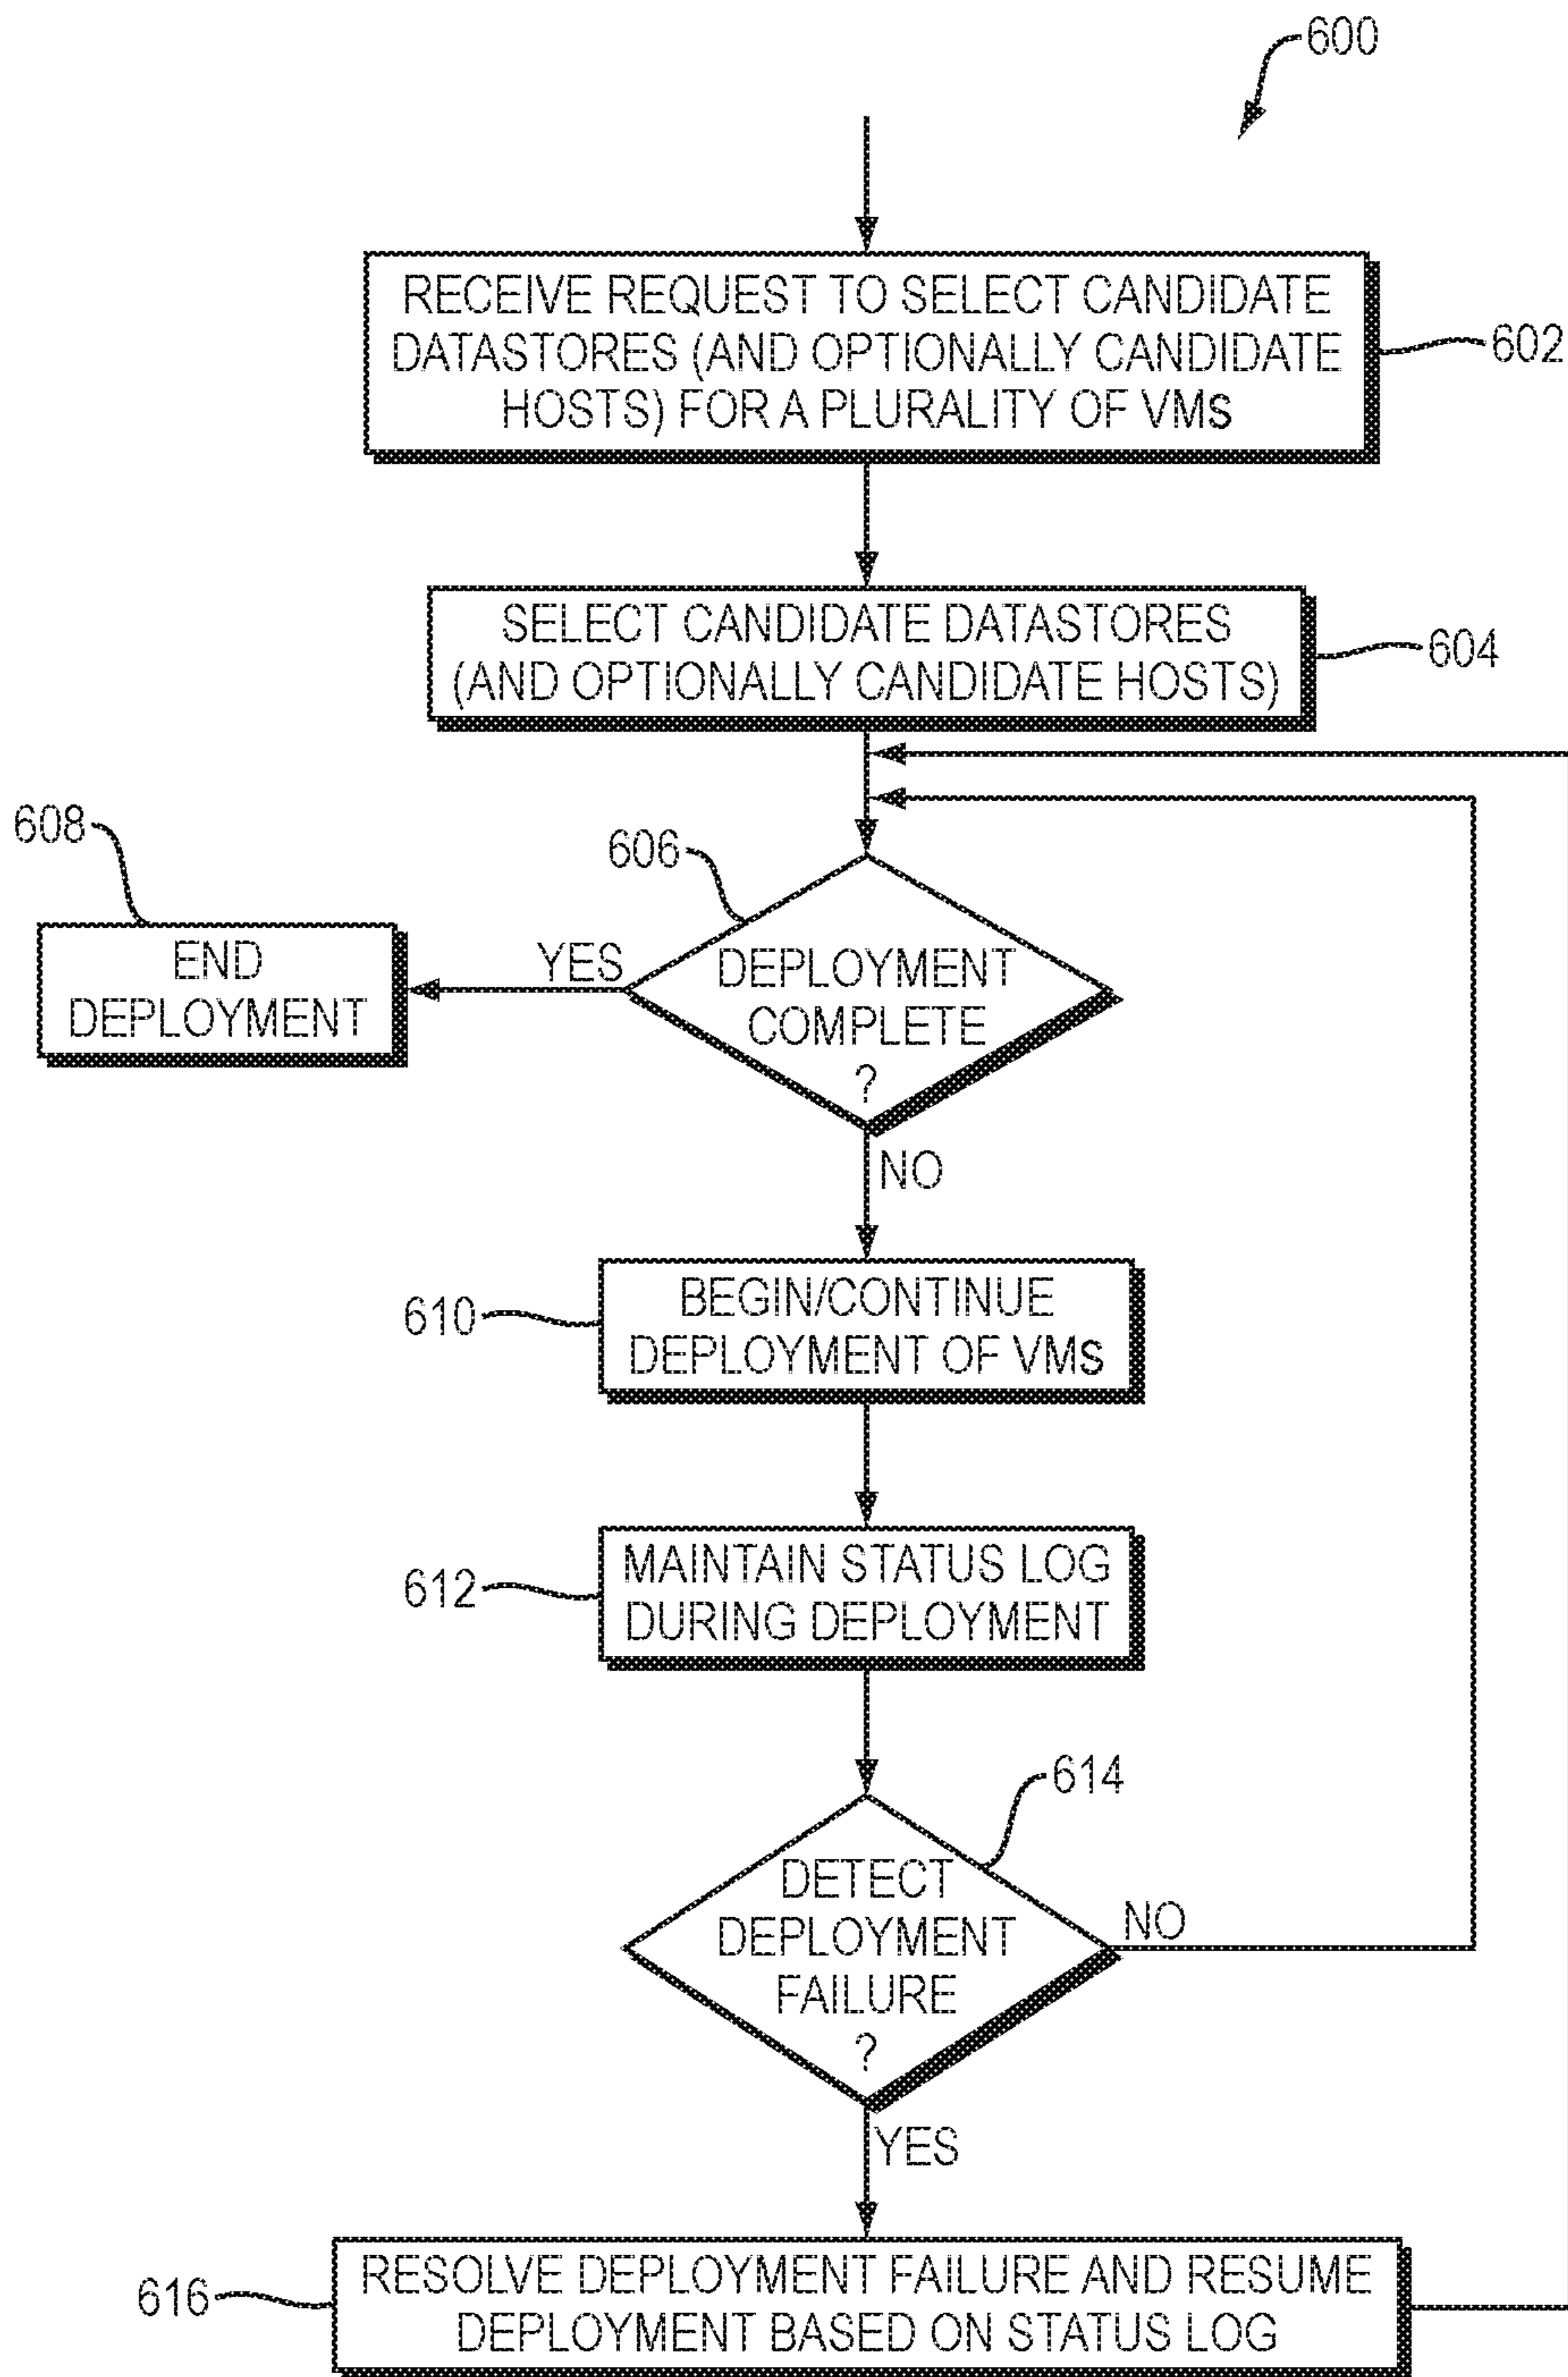 600
RECEIVE REQUEST TO SELECT CANDIDATE
DATASTORES (AND OPTIONALLY CANDIDATE
HOSTS) FOR A PLURALITY OF VMs
602
SELECT CANDIDATE DATASTORES
(AND OPTIONALLY CANDIDATE HOSTS)
604
608
606
END
DEPLOYMENT
YES
DEPLOYMENT
COMPLETE
?
NO
610
BEGIN/CONTINUE
DEPLOYMENT OF VMs
612
MAINTAIN STATUS LOG
DURING DEPLOYMENT
614
DETECT
DEPLOYMENT
FAILURE
?
NO
YES
616
RESOLVE DEPLOYMENT FAILURE AND RESUME
DEPLOYMENT BASED ON STATUS LOG